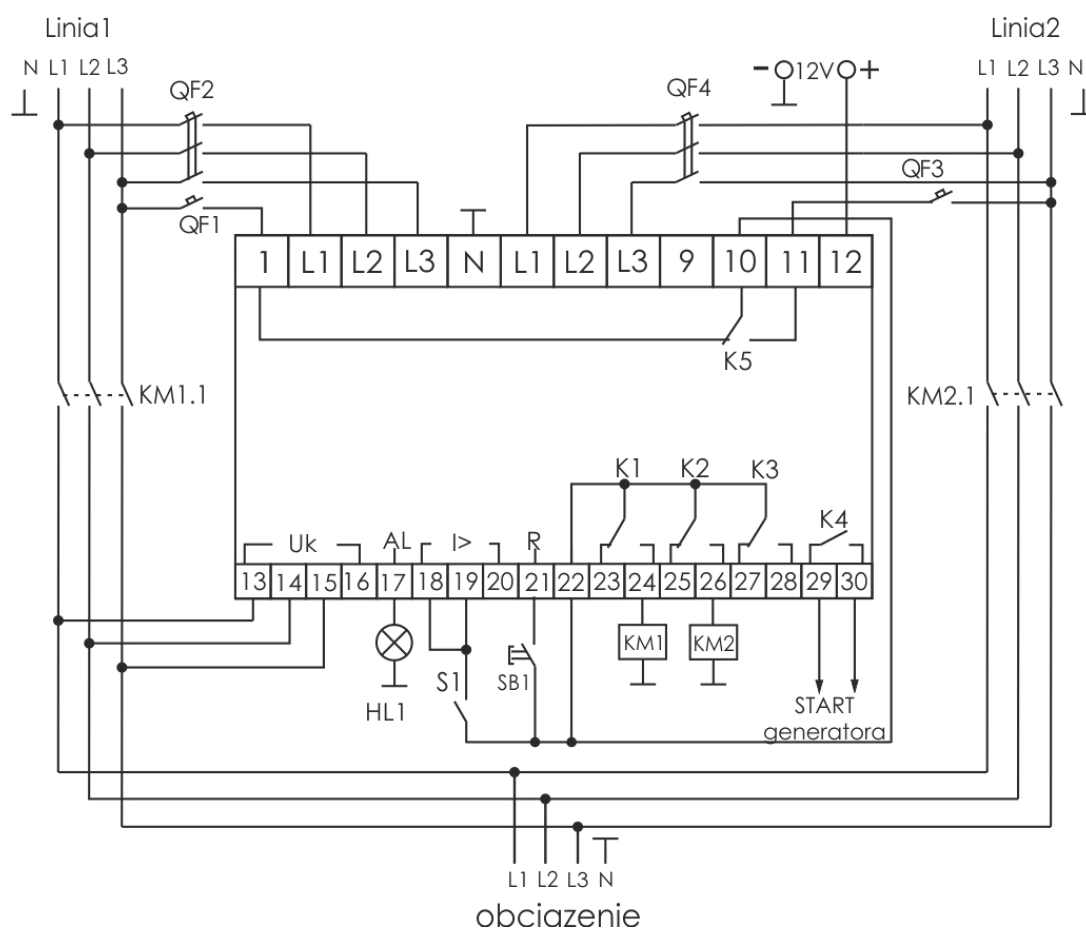 Linia1
Linia2
N L1 L2 L3
L1 L2 L3 N
- 12V +
QF2
QF4
QF3
QF1
1 L1 L2 L3 N L1 L2 L3 9 10 11 12
K5
KM1.1
KM2.1
K1 K2 K3
K4
Uk AL I> R
13 14 15 16 17 18 19 20 21 22 23 24 25 26 27 28 29 30
KM1
KM2
S1
SB1
HL1
START
generatora
L1 L2 L3 N
obciazenie